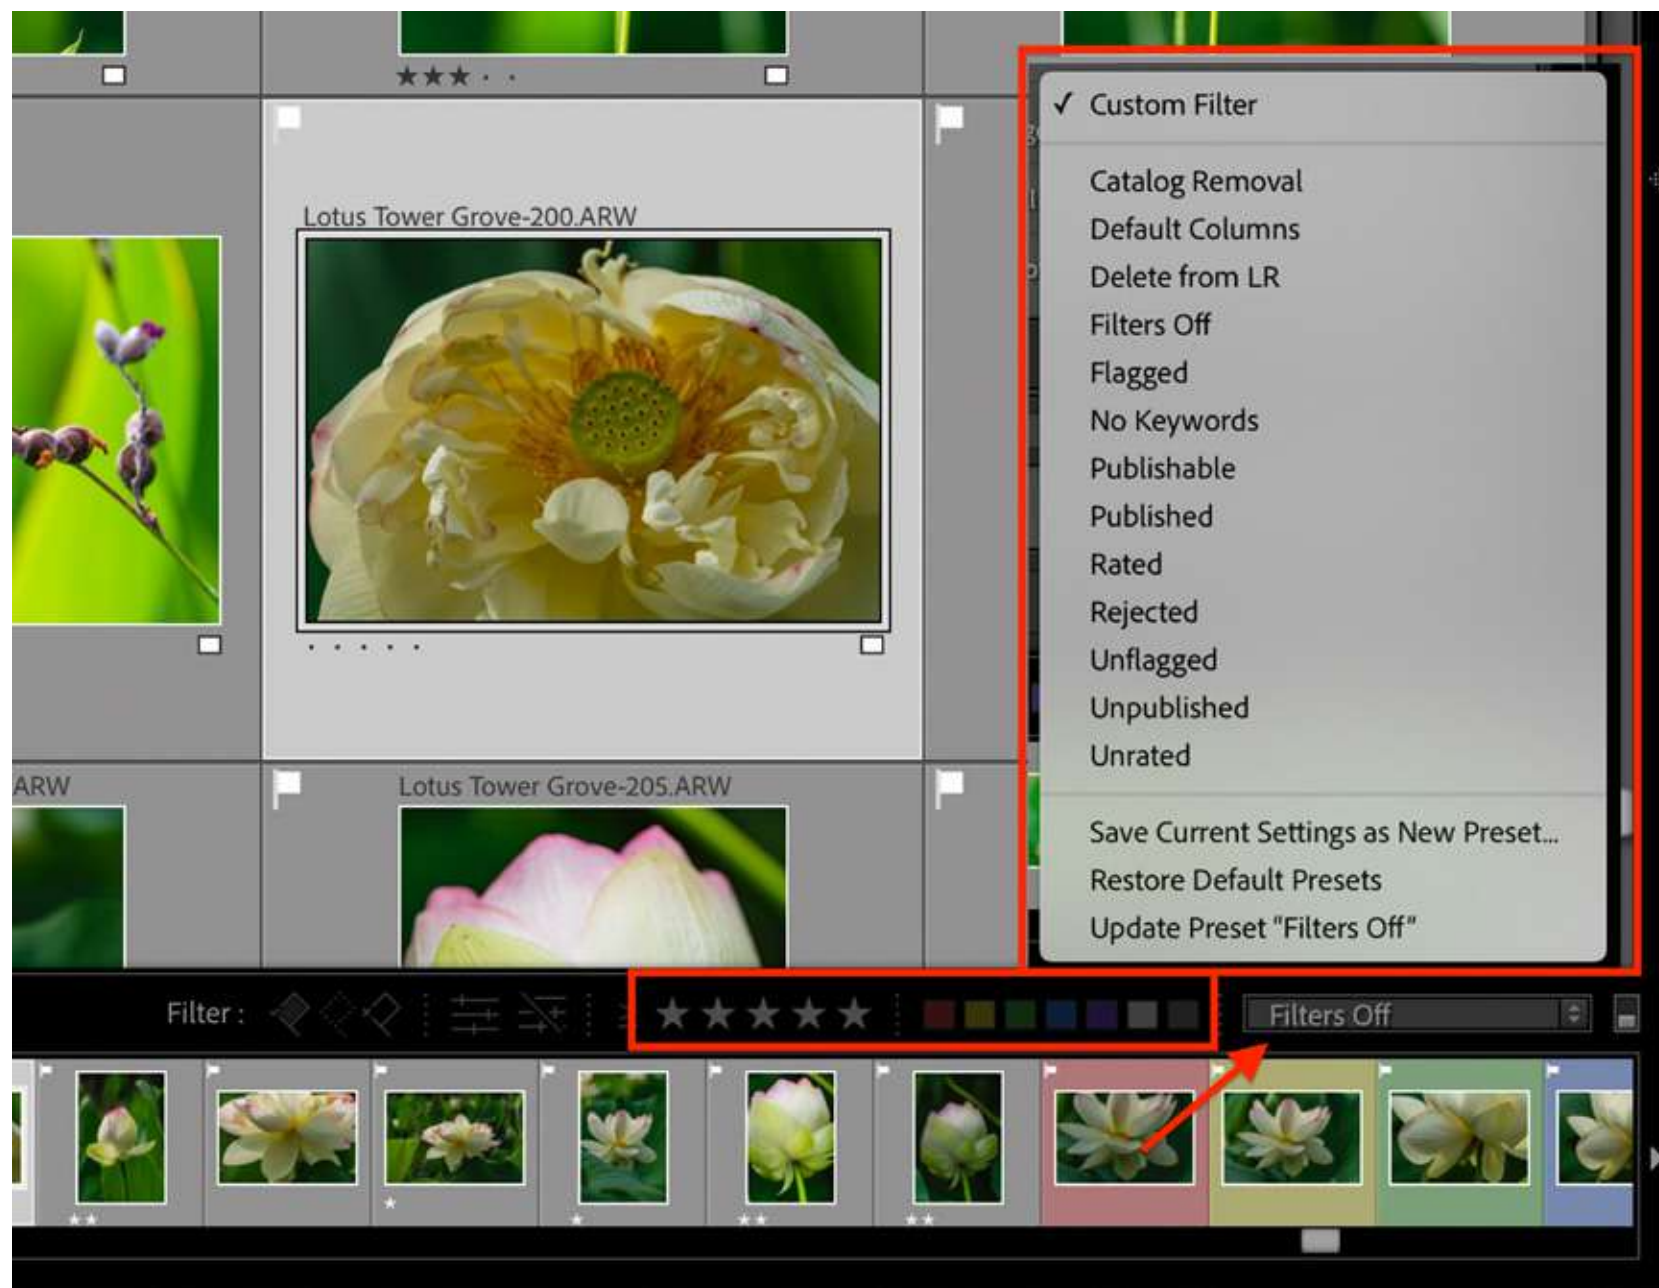 Lotus Tower Grove-200.ARW
ARW
Lotus Tower Grove-205.ARW
✓ Custom Filter
Catalog Removal
Default Columns
Delete from LR
Filters Off
Flagged
No Keywords
Publishable
Published
Rated
Rejected
Unflagged
Unpublished
Unrated
Save Current Settings as New Preset...
Restore Default Presets
Update Preset "Filters Off"
Filter :
Filters Off